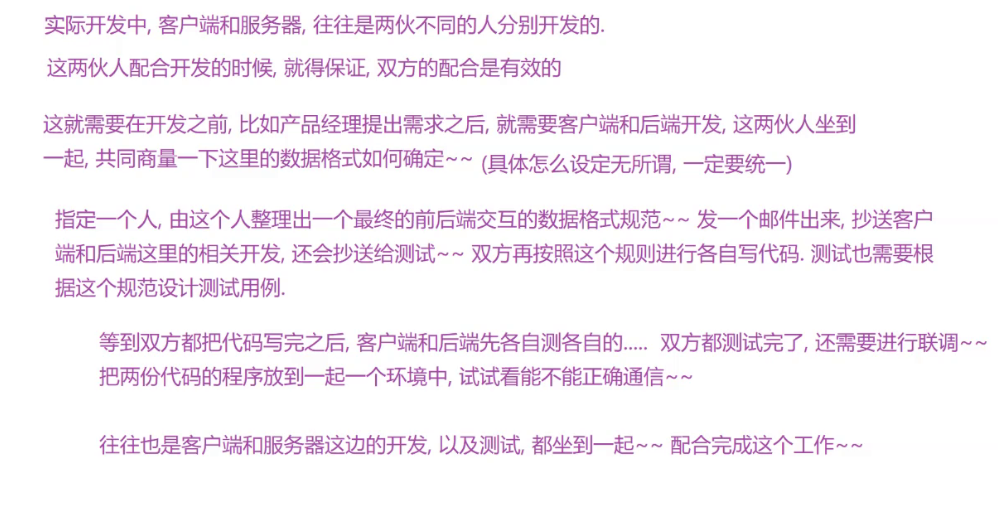 实际开发中, 客户端和服务器, 往往是两伙不同的人分别开发的.
这两伙人配合开发的时候, 就得保证, 双方的配合是有效的
这就需要在开发之前, 比如产品经理提出需求之后, 就需要客户端和后端开发, 这两伙人坐到
一起, 共同商量一下这里的数据格式如何确定~~ (具体怎么设定无所谓, 一定要统一)
指定一个人, 由这个人整理出一个最终的前后端交互的数据格式规范~~ 发一个邮件出来, 抄送客户
端和后端这里的相关开发, 还会抄送给测试~~ 双方再按照这个规则进行各自写代码. 测试也需要根
据这个规范设计测试用例.
等到双方都把代码写完之后, 客户端和后端先各自测各自的..... 双方都测试完了, 还需要进行联调~~
把两份代码的程序放到一起一个环境中, 试试看能不能正确通信~~
往往也是客户端和服务器这边的开发, 以及测试, 都坐到一起~~ 配合完成这个工作~~